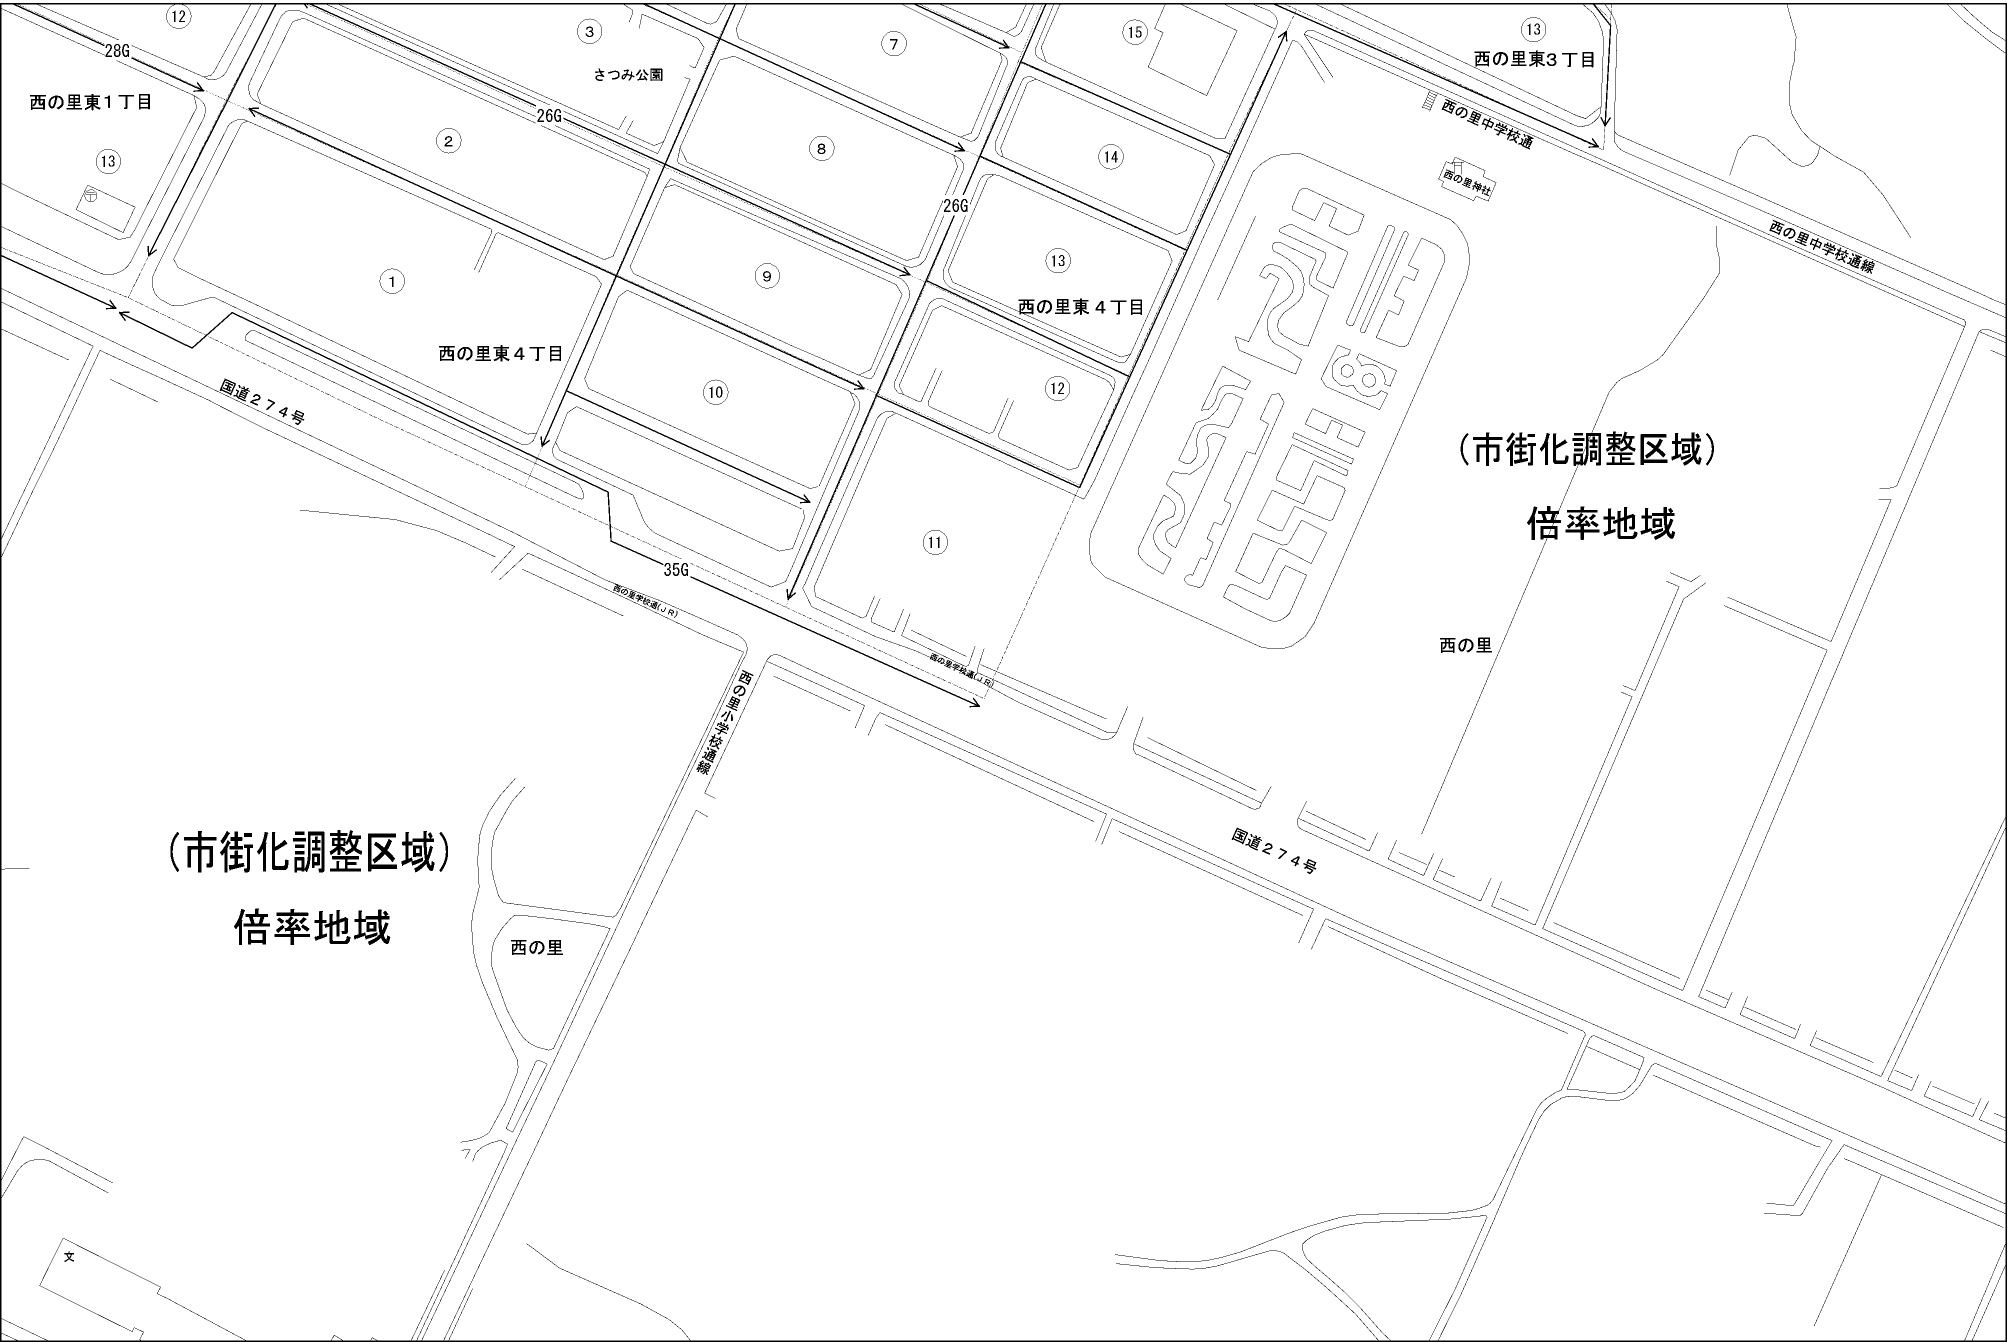 12
3
7
15
13
西の里東3丁目
28G
さつみ公園
西の里東1丁目
26G
西の里中学校通
2
8
14
13
西の里神社
26G
西の里中学校通線
1
9
13
西の里東4丁目
西の里東4丁目
国道274号
10
12
(市街化調整区域)
倍率地域
11
35G
西の里学校通(JR)
西の里
西の里学校通(JR)
西の里小学校通線
国道274号
(市街化調整区域)
倍率地域
西の里
文